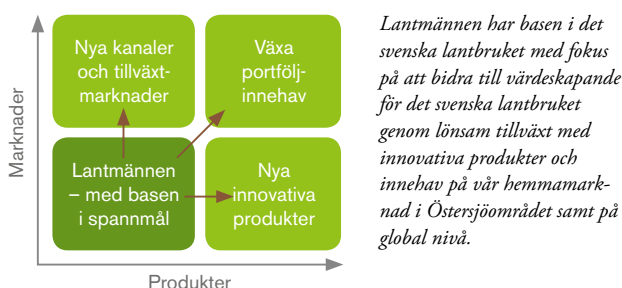 Marknader
Nya kanaler
och tillväxt-
marknader
Växa
portfölj-
innehav
Lantmännen
– med basen
i spannmål
Nya
innovativa
produkter
Produkter
Lantmännen har basen i det
svenska lantbruket med fokus
på att bidra till värdeskapande
för det svenska lantbruket
genom lönsam tillväxt med
innovativa produkter och
innehav på vår hemmamark-
nad i Östersjöområdet samt på
global nivå.